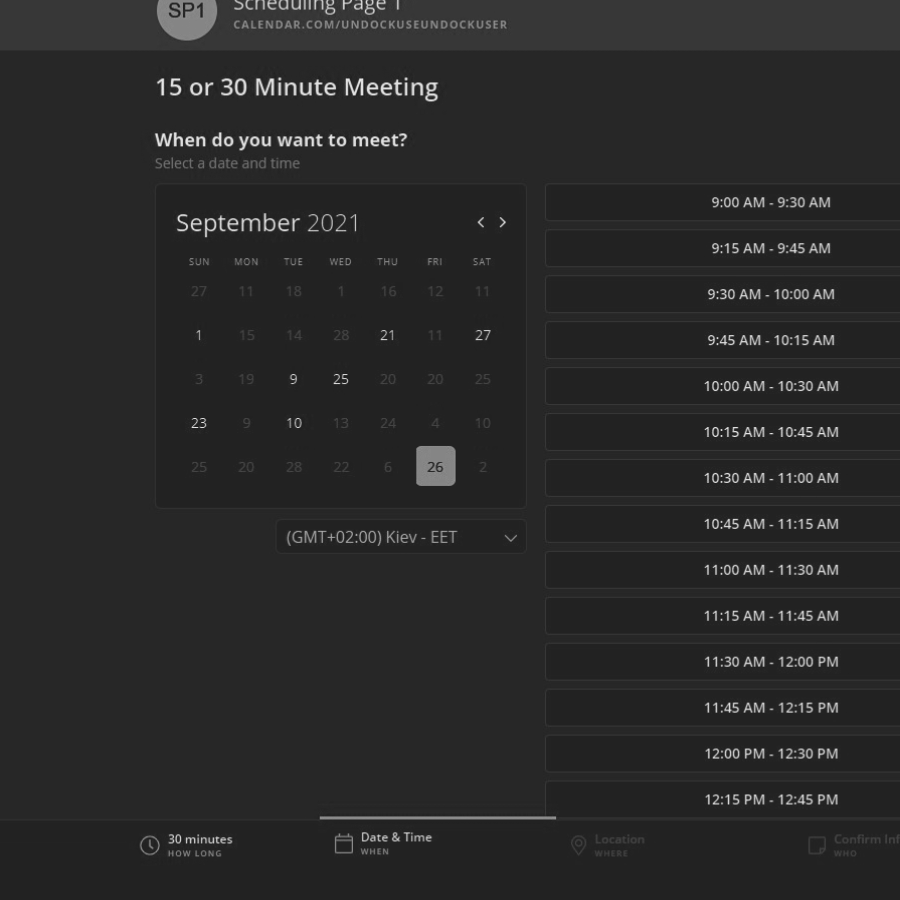 SP1
Scheduling Page 1
CALENDAR.COM/UNDOCKUSEUNDOCKUSER
15 or 30 Minute Meeting
When do you want to meet?
Select a date and time
September 2021
SUN MON TUE WED THU FRI SAT
27 11 18 1 16 12 11
1 15 14 28 21 11 27
3 19 9 25 20 20 25
23 9 10 13 24 4 10
25 20 28 22 6 26 2
(GMT+02:00) Kiev - EET
9:00 AM - 9:30 AM
9:15 AM - 9:45 AM
9:30 AM - 10:00 AM
9:45 AM - 10:15 AM
10:00 AM - 10:30 AM
10:15 AM - 10:45 AM
10:30 AM - 11:00 AM
10:45 AM - 11:15 AM
11:00 AM - 11:30 AM
11:15 AM - 11:45 AM
11:30 AM - 12:00 PM
11:45 AM - 12:15 PM
12:00 PM - 12:30 PM
12:15 PM - 12:45 PM
30 minutes
HOW LONG
Date & Time
WHEN
Location
WHERE
Confirm
WHO